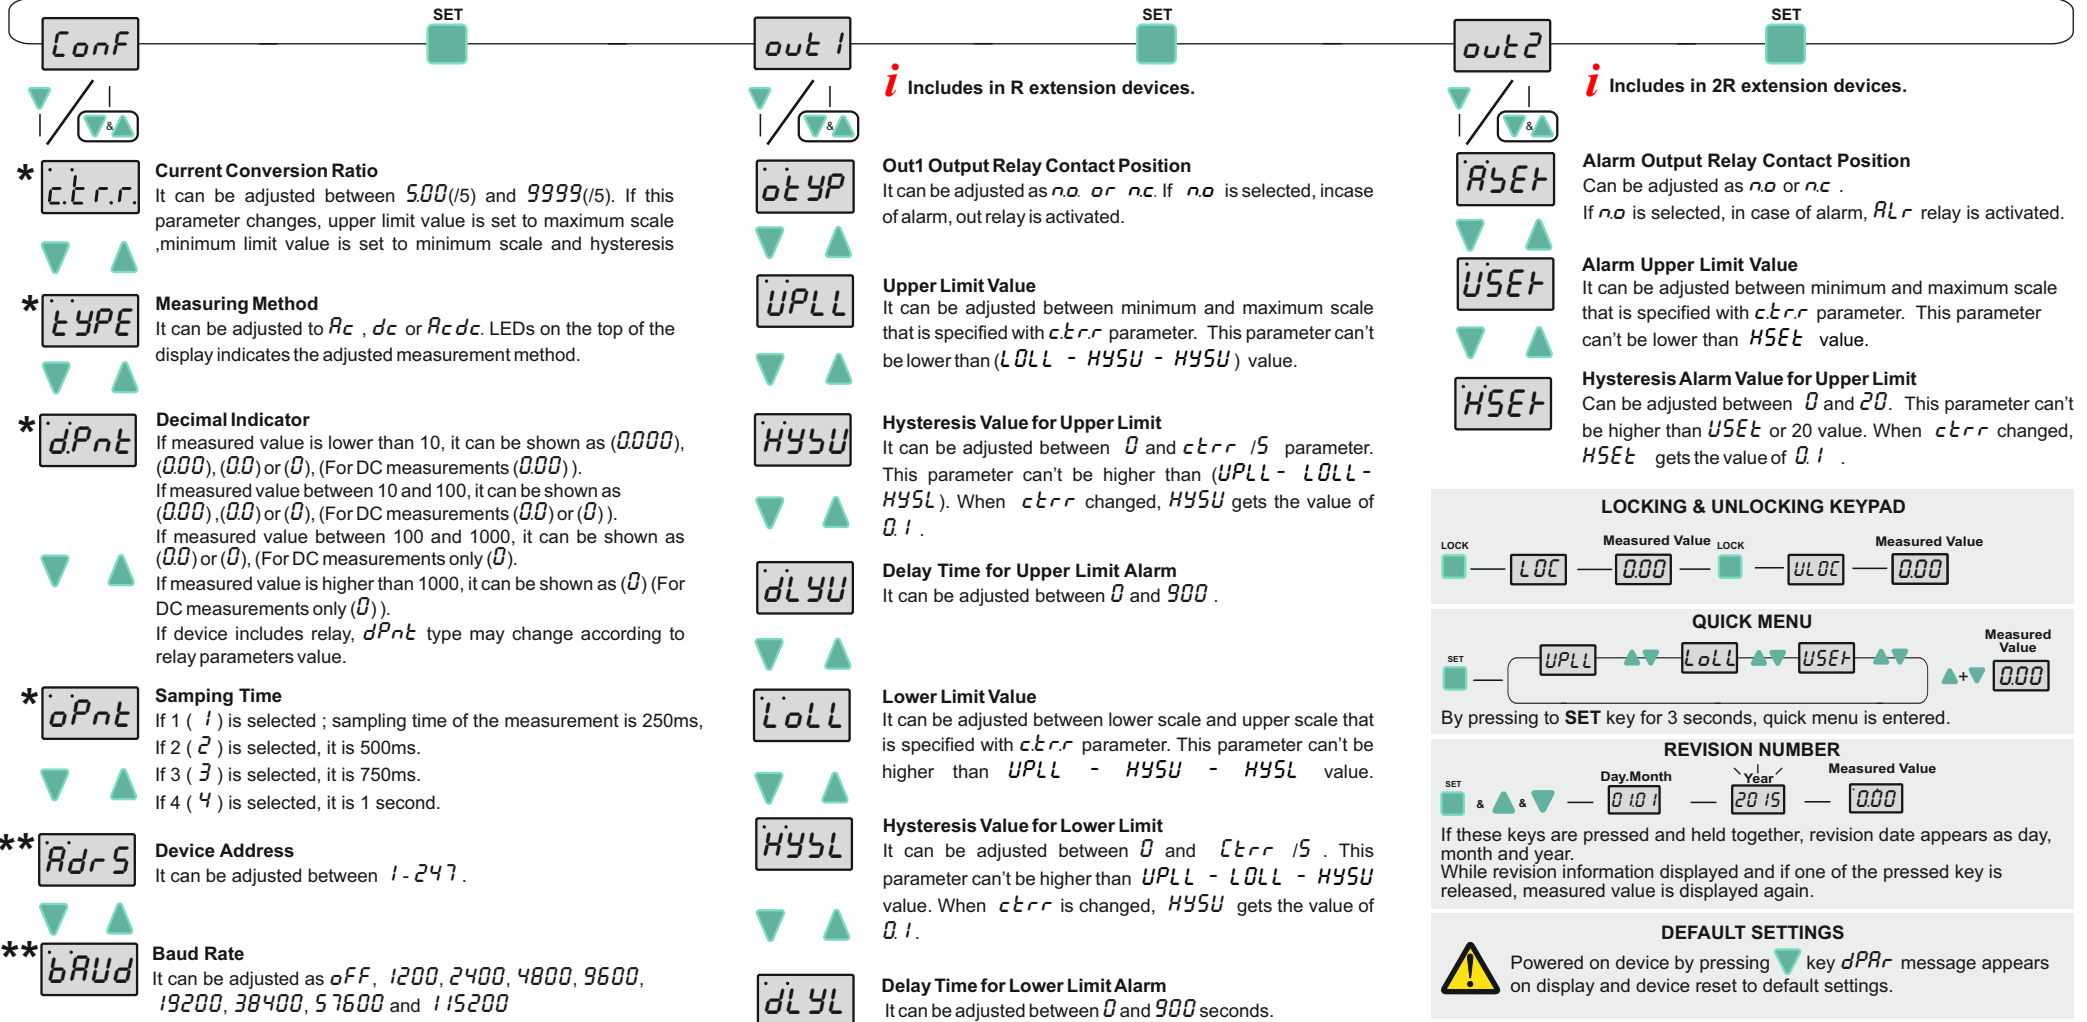 ConF
SET
c.t.r.r.
Current Conversion Ratio
It can be adjusted between 5.00(/5) and 9999(/5). If this
parameter changes, upper limit value is set to maximum scale
,minimum limit value is set to minimum scale and hysteresis
tYPE
Measuring Method
It can be adjusted to Ac , dc or Acdc. LEDs on the top of the
display indicates the adjusted measurement method.
d.Pnt
Decimal Indicator
If measured value is lower than 10, it can be shown as (0.000),
(0.00), (0.0) or (0), (For DC measurements (0.00) ).
If measured value between 10 and 100, it can be shown as
(0.00) ,(0.0) or (0), (For DC measurements (0.0) or (0) ).
If measured value between 100 and 1000, it can be shown as
(0.0) or (0), (For DC measurements only (0).
If measured value is higher than 1000, it can be shown as (0) (For
DC measurements only (0) ).
If device includes relay, dPnt type may change according to
relay parameters value.
oPnt
Samping Time
If 1 ( 1 ) is selected ; sampling time of the measurement is 250ms,
If 2 ( 2 ) is selected, it is 500ms.
If 3 ( 3 ) is selected, it is 750ms.
If 4 ( 4 ) is selected, it is 1 second.
** AdrS
Device Address
It can be adjusted between 1 - 247 .
** bAUd
Baud Rate
It can be adjusted as oFF, 1200, 2400, 4800, 9600,
19200, 38400, 57600 and 115200
out 1
SET
i Includes in R extension devices.
otYP
Out1 Output Relay Contact Position
It can be adjusted as n.o. or n.c. If n.o is selected, incase
of alarm, out relay is activated.
UPLL
Upper Limit Value
It can be adjusted between minimum and maximum scale
that is specified with c.t.r.r parameter. This parameter can't
be lower than (LOLL - HYSU - HYSU) value.
HYSU
Hysteresis Value for Upper Limit
It can be adjusted between 0 and ctrr /5 parameter.
This parameter can't be higher than (UPLL - LOLL -
HYSL). When ctrr changed, HYSU gets the value of
0.1 .
dLYU
Delay Time for Upper Limit Alarm
It can be adjusted between 0 and 900 .
LoLL
Lower Limit Value
It can be adjusted between lower scale and upper scale that
is specified with c.t.r.r parameter. This parameter can't be
higher than UPLL - HYSU - HYSL value.
HYSL
Hysteresis Value for Lower Limit
It can be adjusted between 0 and Ctrr /5 . This
parameter can't be higher than UPLL - LOLL - HYSU
value. When ctrr is changed, HYSU gets the value of
0.1.
dLYL
Delay Time for Lower Limit Alarm
It can be adjusted between 0 and 900 seconds.
out2
SET
i Includes in 2R extension devices.
ASEt
Alarm Output Relay Contact Position
Can be adjusted as n.o or n.c .
If n.o is selected, in case of alarm, ALr relay is activated.
USEt
Alarm Upper Limit Value
It can be adjusted between minimum and maximum scale
that is specified with c.t.r.r parameter. This parameter
can't be lower than HSEt value.
HSEt
Hysteresis Alarm Value for Upper Limit
Can be adjusted between 0 and 20. This parameter can't
be higher than USEt or 20 value. When ctrr changed,
HSEt gets the value of 0.1 .
LOCKING & UNLOCKING KEYPAD
LOCK LOC Measured Value 0.00 LOCK ULOC Measured Value 0.00
QUICK MENU
SET UPLL LoLL USEt + Measured Value 0.00
By pressing to SET key for 3 seconds, quick menu is entered.
REVISION NUMBER
SET & & Day.Month 01.01 Year 2015 Measured Value 0.00
If these keys are pressed and held together, revision date appears as day,
month and year.
While revision information displayed and if one of the pressed key is
released, measured value is displayed again.
DEFAULT SETTINGS
Powered on device by pressing key dPAr message appears
on display and device reset to default settings.